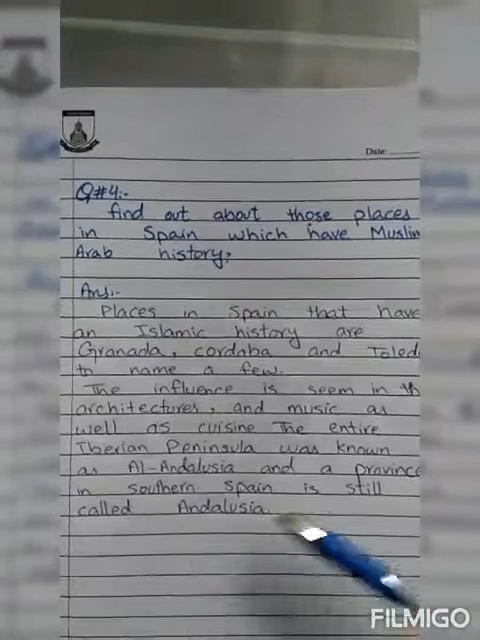 Date:
Q#4:-
find out about those places
in Spain which have Muslim
Arab history?
Ans:-
Places in Spain that have
an Islamic history are
Granada, cordaba and Toled
to name a few.
The influence is seem in th
architectures, and music as
well as cuisine The entire
Iberian Peninsula was known
as Al-Andalusia and a province
in southern Spain is still
called Andalusia.
FILMIGO